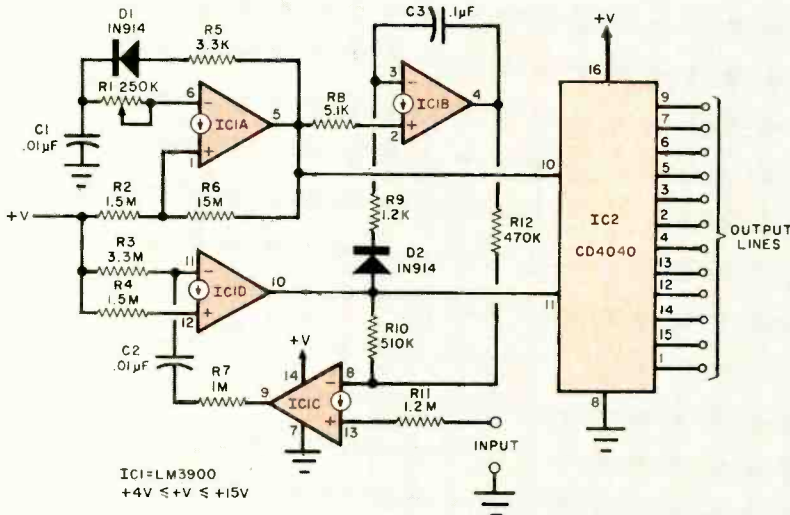 D1
1N914
R5
3.3K
R1 250K
C1
.01µF
6
−
IC1A
+
1
5
R8
5.1K
C3
.1µF
3
−
IC1B
+
2
4
+V
R2
1.5M
R6
15M
R3
3.3M
R4
1.5M
11
−
IC1D
+
12
10
C2
.01µF
R7
1M
R9
1.2K
D2
1N914
R12
470K
R10
510K
+V
14
9
IC1C
7
8
−
+
13
R11
1.2M
INPUT
+V
16
10
11
IC2
CD4040
8
9
7
6
5
3
2
4
13
12
14
15
1
OUTPUT
LINES
IC1=LM3900
+4V ≤ +V ≤ +15V